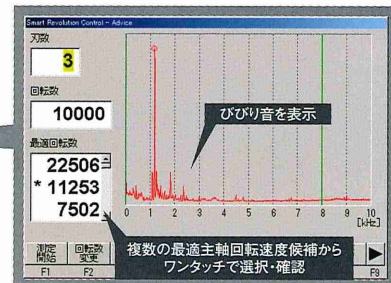 Smart Revolution Control - Advice
刃数
3
回転数
10000
最適回転数
22506
* 11253
7502
びびり音を表示
0 1 2 3 4 5 6 7 8 9 10
[kHz]
複数の最適主軸回転速度候補から
ワンタッチで選択・確認
測定
開始
回転数
変更
F1 F2 F9